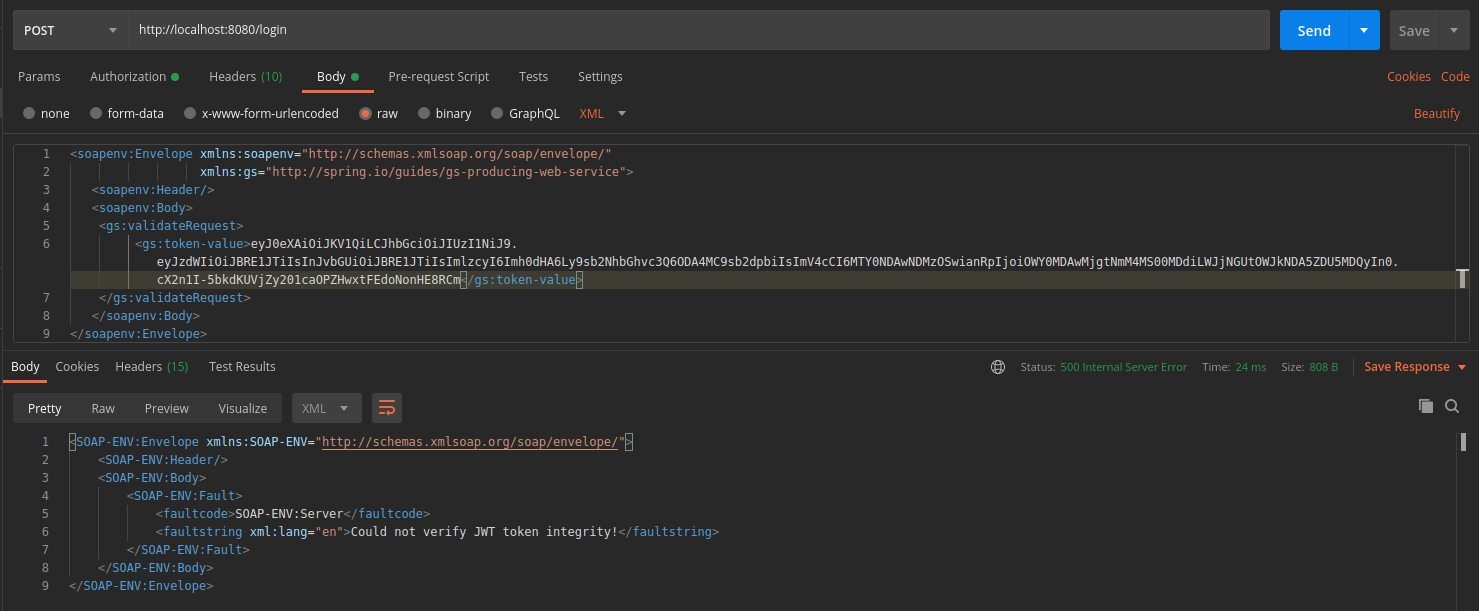 POST http://localhost:8080/login Send Save
Params Authorization Headers (10) Body Pre-request Script Tests Settings Cookies Code
none form-data x-www-form-urlencoded raw binary GraphQL XML Beautify
1 <soapenv:Envelope xmlns:soapenv="http://schemas.xmlsoap.org/soap/envelope/"
2 xmlns:gs="http://spring.io/guides/gs-producing-web-service">
3 <soapenv:Header/>
4 <soapenv:Body>
5 <gs:validateRequest>
6 <gs:token-value>eyJ0eXAiOiJKV1QiLCJhbGciOiJIUzI1NiJ9.
eyJzdWIiOiJBRE1JTiIsInJvbGUiOiJBRE1JTiIsImlzcyI6Imh0dHA6Ly9sb2NhbGhvc3Q6ODA4MC9sb2dpbiIsImV4cCI6MTY0NDAwNDMzOSwianRpIjoiOWY0MDAwMjgtNmM4MS00MDdiLWJjNGUtOWJkNDA5ZDU5MDQyIn0.
cX2n1I-5bkdKUVjZy201caOPZHwxtFEdoNonHE8RCm</gs:token-value>
7 </gs:validateRequest>
8 </soapenv:Body>
9 </soapenv:Envelope>
Body Cookies Headers (15) Test Results Status: 500 Internal Server Error Time: 24 ms Size: 808 B Save Response
Pretty Raw Preview Visualize XML
1 <SOAP-ENV:Envelope xmlns:SOAP-ENV="http://schemas.xmlsoap.org/soap/envelope/">
2 <SOAP-ENV:Header/>
3 <SOAP-ENV:Body>
4 <SOAP-ENV:Fault>
5 <faultcode>SOAP-ENV:Server</faultcode>
6 <faultstring xml:lang="en">Could not verify JWT token integrity!</faultstring>
7 </SOAP-ENV:Fault>
8 </SOAP-ENV:Body>
9 </SOAP-ENV:Envelope>